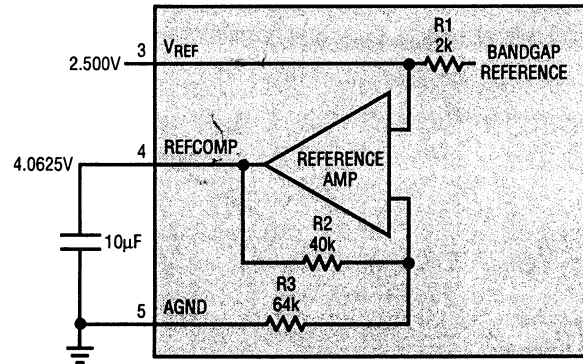 R1
2k
3 VREF
2.500V
BANDGAP
REFERENCE
REFCOMP
4
4.0625V
REFERENCE
AMP
R2
40k
10µF
R3
64k
5 AGND